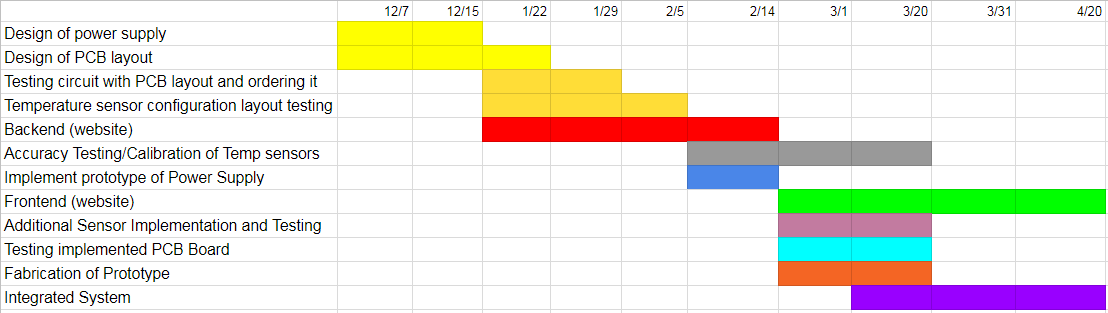 12/7 12/15 1/22 1/29 2/5 2/14 3/1 3/20 3/31 4/20
Design of power supply
Design of PCB layout
Testing circuit with PCB layout and ordering it
Temperature sensor configuration layout testing
Backend (website)
Accuracy Testing/Calibration of Temp sensors
Implement prototype of Power Supply
Frontend (website)
Additional Sensor Implementation and Testing
Testing implemented PCB Board
Fabrication of Prototype
Integrated System